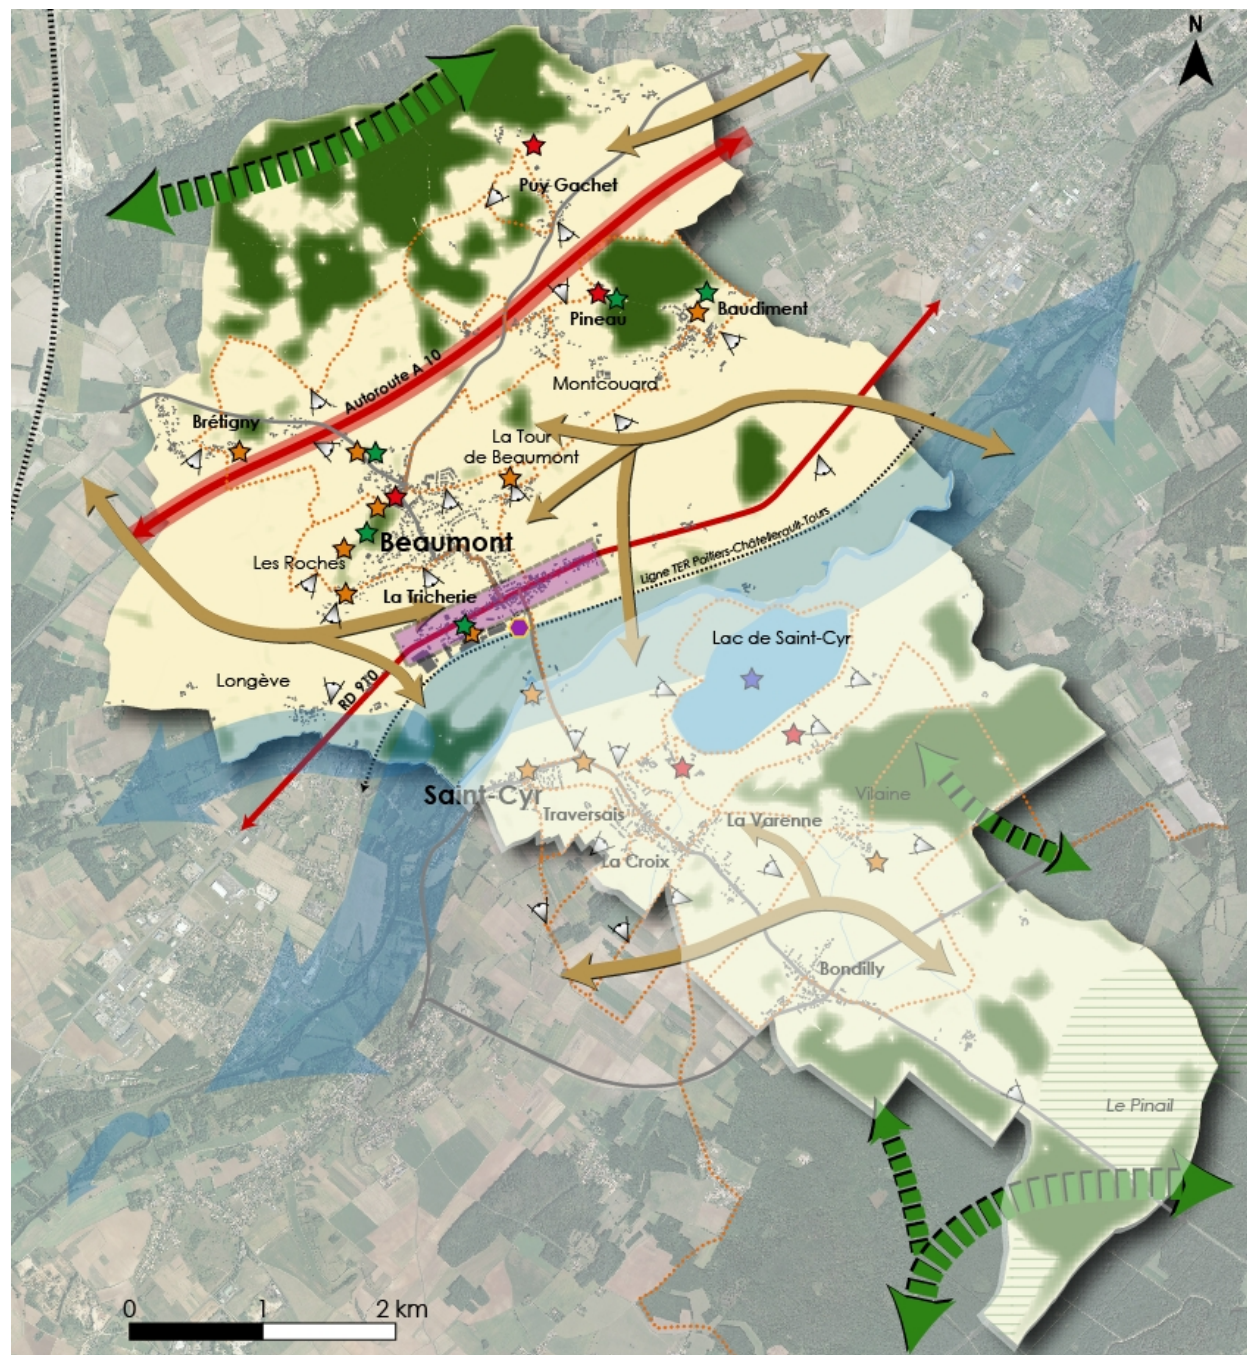 N
Puy Gachet
Pineau
Baudiment
Autoroute A 10
Montcouard
Brétigny
La Tour
de Beaumont
Beaumont
Les Roches
Ligne TER Poitiers-Châtellerault-Tours
La Tricherie
Lac de Saint-Cyr
Longève
RD 910
Saint-Cyr
Vilaine
Traversais
La Varenne
La Croix
Bondilly
Le Pinail
0 1 2 km